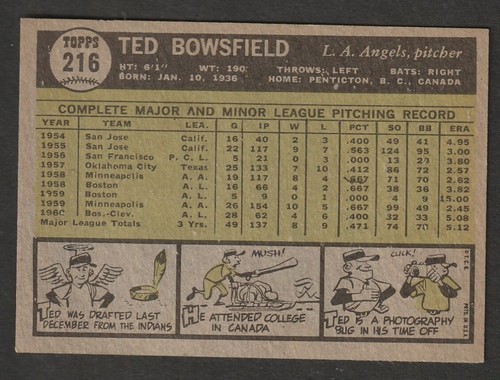 TOPPS
216
TED BOWSFIELD
L. A. Angels, pitcher
HT: 6'1" WT: 190 THROWS: LEFT BATS: RIGHT
BORN: JAN. 10, 1936 HOME: PENTICTON, B. C., CANADA
COMPLETE MAJOR AND MINOR LEAGUE PITCHING RECORD
YEAR TEAM LEA. G IP W L PCT SO BB ERA
1954 San Jose Calif. 16 40 2 3 .400 41 49 4.95
1955 San Jose Calif. 22 117 9 7 .563 124 95 3.00
1956 San Francisco P.C.L. 5 21 0 3 .000 13 20 3.80
1957 Oklahoma City Texas 25 133 7 10 .412 86 72 2.57
1958 Minneapolis A.A. 19 117 8 4 .667 71 62
1958 Boston A.L. 16 66 4 2 .667 38 36
1959 Boston A.L. 5 9 0 1 .000 4 9 15.00
1959 Minneapolis A.A. 26 154 10 5 .667 99 49 2.45
1960 Bos.-Clev. A.L. 28 62 4 6 .400 32 33 5.08
Major League Totals 3 Yrs. 49 137 8 9 .471 74 5.12
TED WAS DRAFTED LAST
DECEMBER FROM THE INDIANS
MUSH!
HE ATTENDED COLLEGE
IN CANADA
CLICK!
TED IS A PHOTOGRAPHY
BUG IN HIS TIME OFF